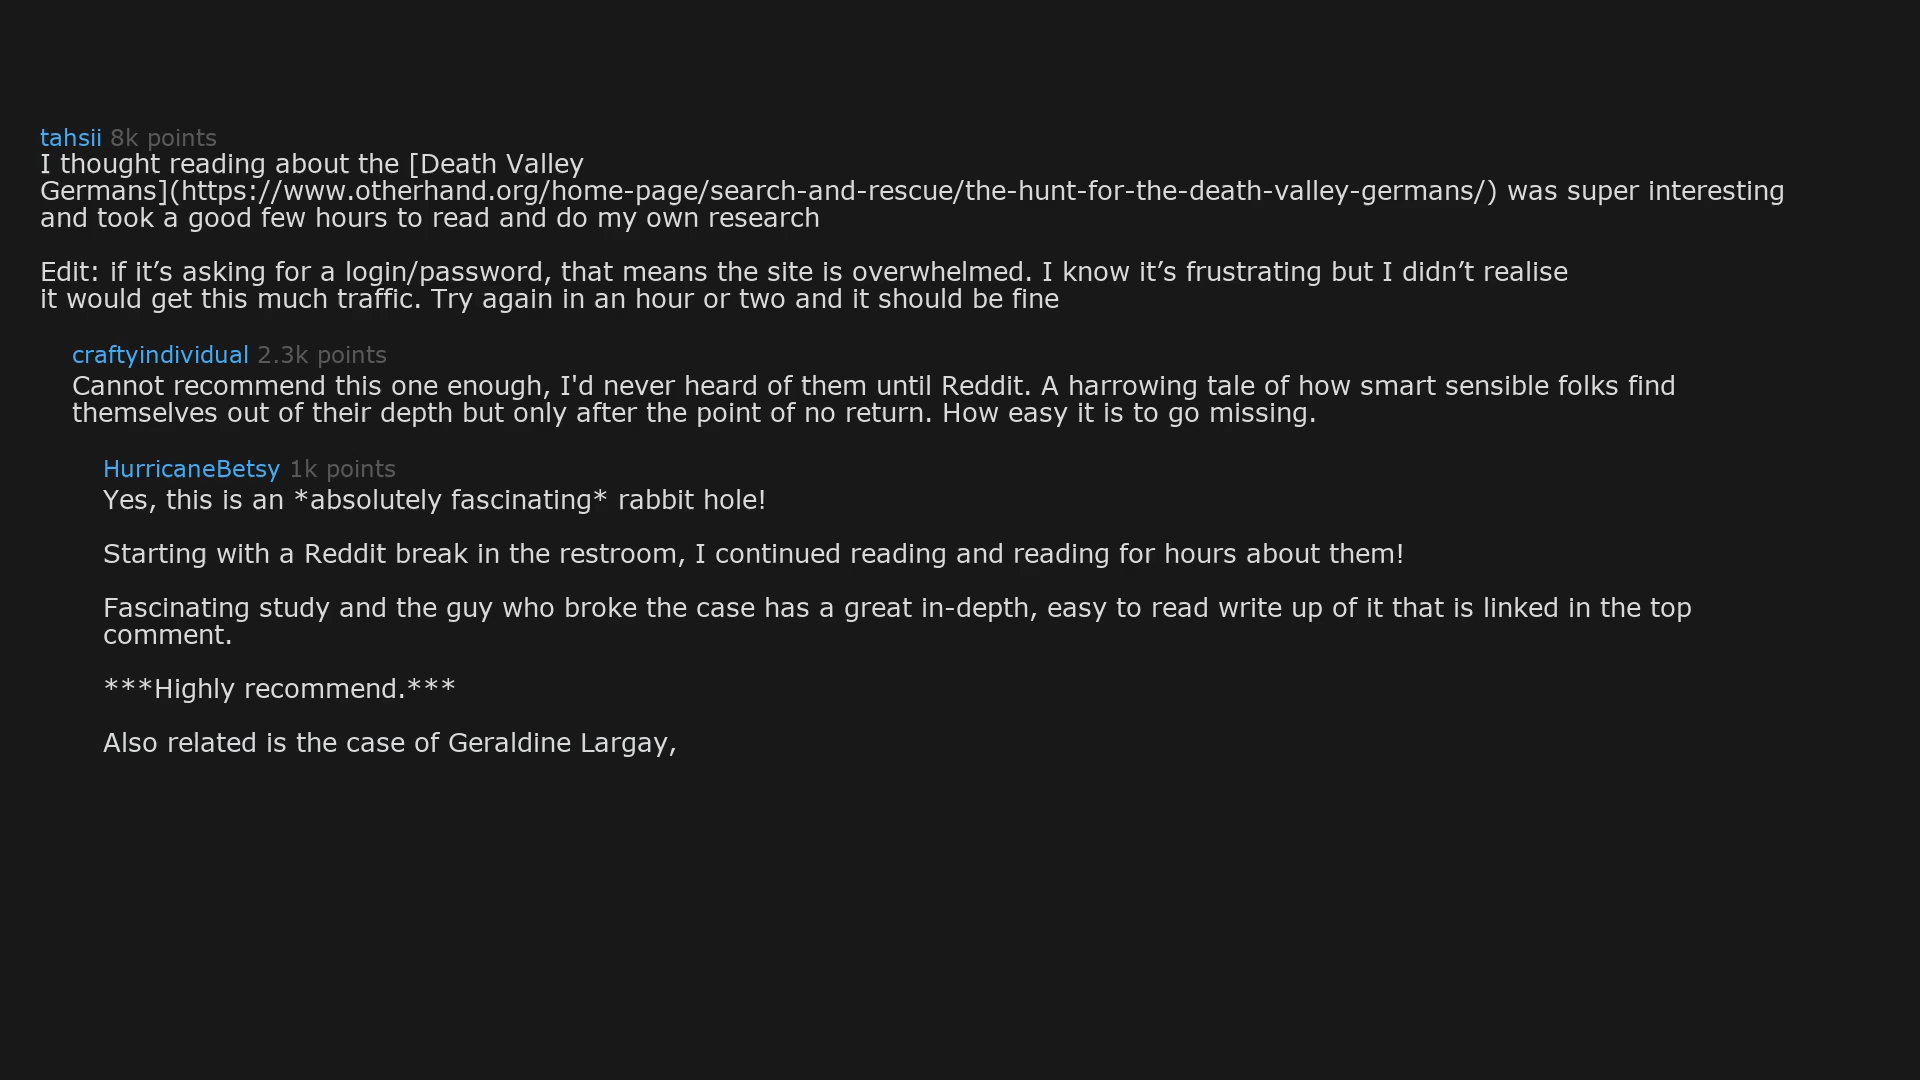 tahsii 8k points
I thought reading about the [Death Valley
Germans](https://www.otherhand.org/home-page/search-and-rescue/the-hunt-for-the-death-valley-germans/) was super interesting
and took a good few hours to read and do my own research
Edit: if it’s asking for a login/password, that means the site is overwhelmed. I know it’s frustrating but I didn’t realise
it would get this much traffic. Try again in an hour or two and it should be fine
craftyindividual 2.3k points
Cannot recommend this one enough, I'd never heard of them until Reddit. A harrowing tale of how smart sensible folks find
themselves out of their depth but only after the point of no return. How easy it is to go missing.
HurricaneBetsy 1k points
Yes, this is an *absolutely fascinating* rabbit hole!
Starting with a Reddit break in the restroom, I continued reading and reading for hours about them!
Fascinating study and the guy who broke the case has a great in-depth, easy to read write up of it that is linked in the top
comment.
***Highly recommend.***
Also related is the case of Geraldine Largay,